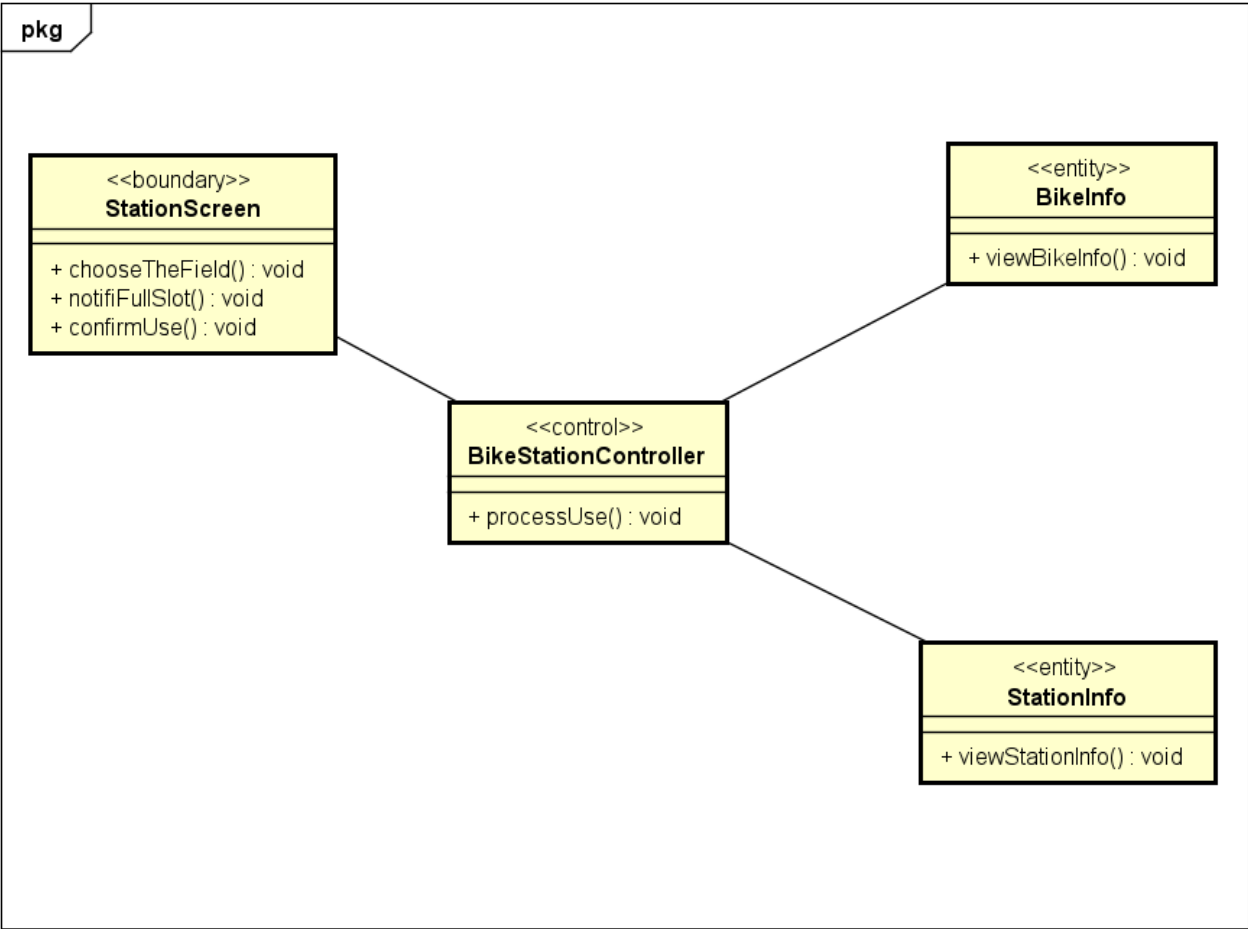 pkg
<<boundary>>
StationScreen
+ chooseTheField() : void
+ notifiFullSlot() : void
+ confirmUse() : void
<<entity>>
BikeInfo
+ viewBikeInfo() : void
<<control>>
BikeStationController
+ processUse() : void
<<entity>>
StationInfo
+ viewStationInfo() : void